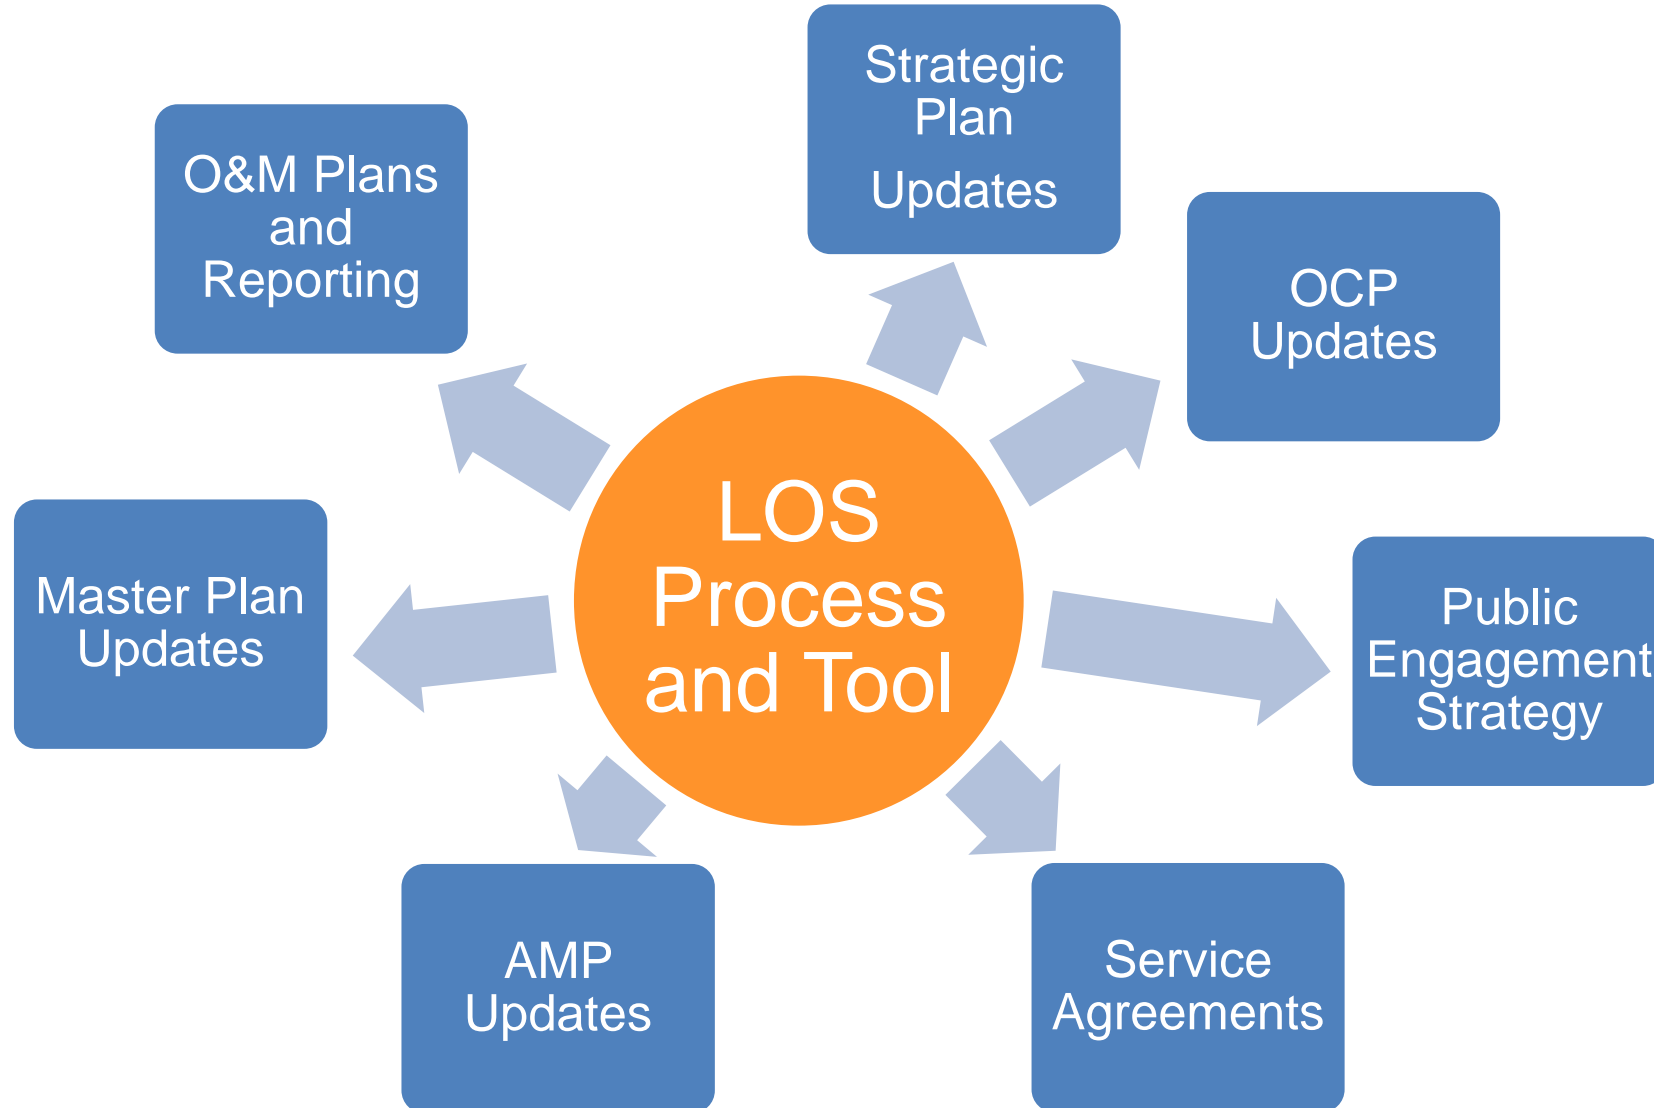 Strategic
Plan
Updates
O&M Plans
and
Reporting
OCP
Updates
LOS
Process
and Tool
Master Plan
Updates
Public
Engagement
Strategy
AMP
Updates
Service
Agreements